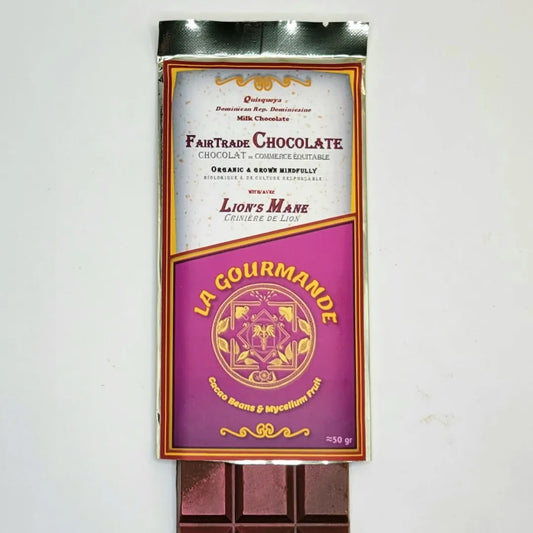 Quisqueya
Dominican Rep. Dominicaine
Milk Chocolate
FairTrade Chocolate
Chocolat de commerce équitable
Organic & grown mindfully
Biologique & de culture responsable
with/avec
Lion's Mane
Crinière de Lion
LA GOURMANDE
Cacao Beans & Mycelium Fruit
≈50 gr